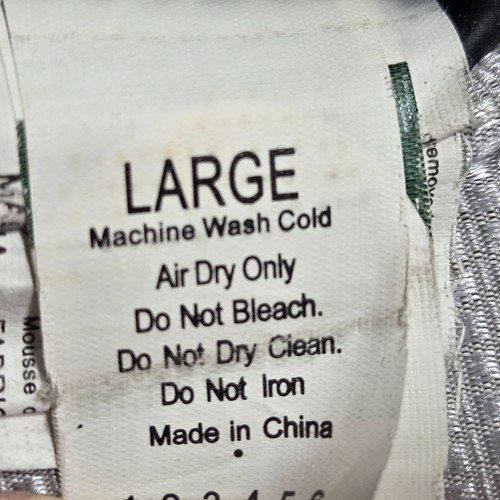 LARGE
Machine Wash Cold
Air Dry Only
Do Not Bleach.
Do Not Dry Clean.
Do Not Iron
Made in China
Mousse